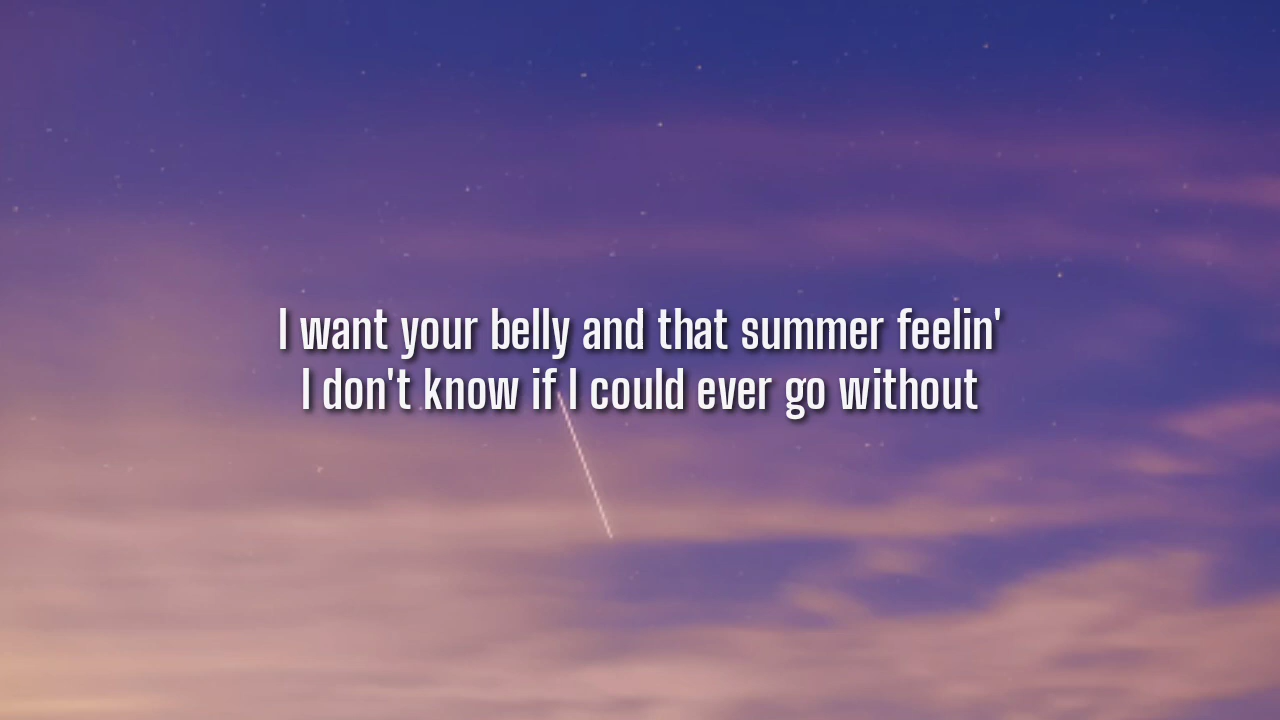 I want your belly and that summer feelin'
I don't know if I could ever go without